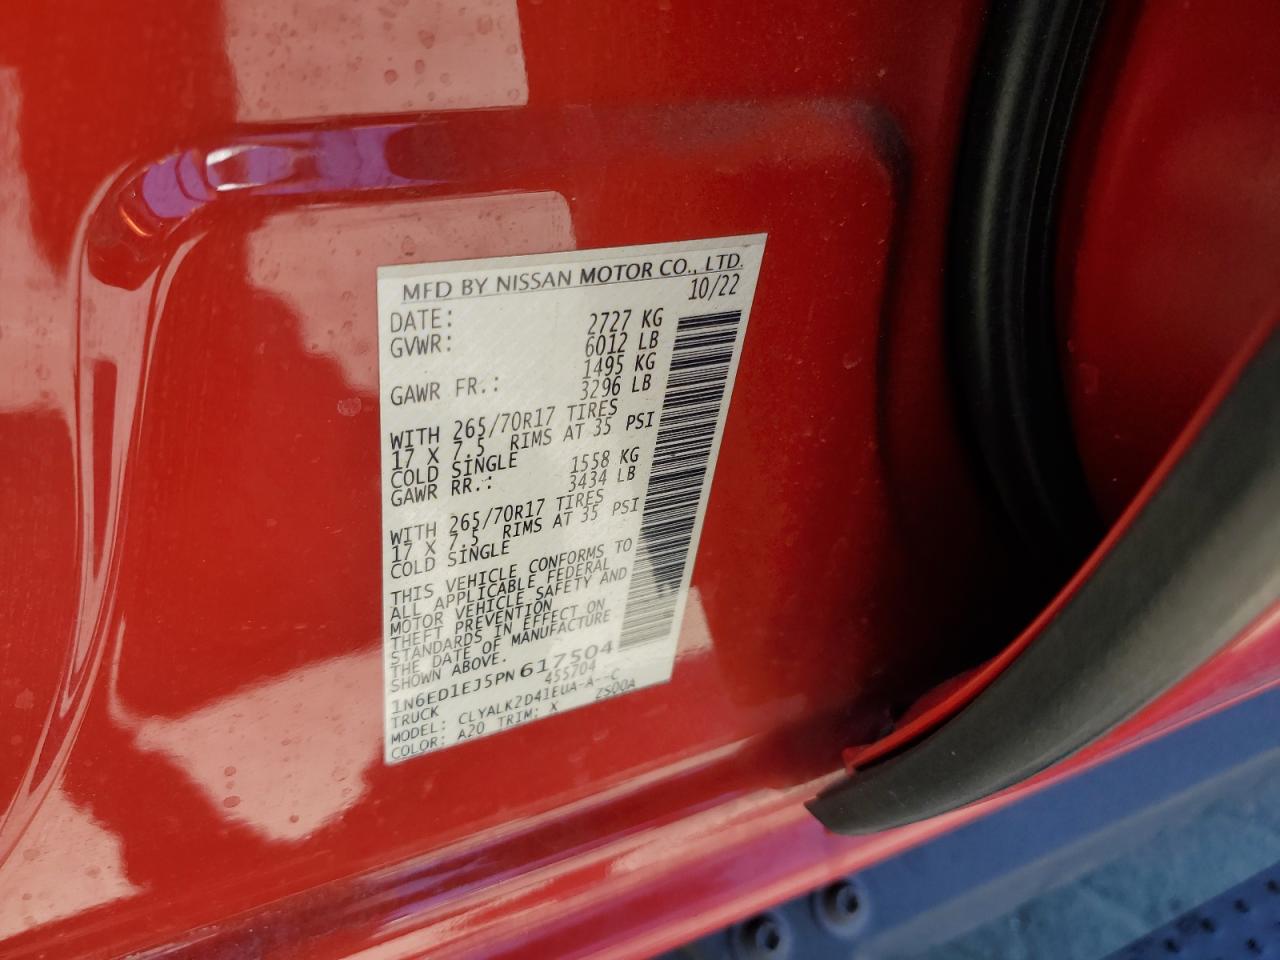 MFD BY NISSAN MOTOR CO., LTD.
DATE: 10/22
GVWR: 2727 KG
6012 LB
GAWR FR.: 1495 KG
3296 LB
WITH 265/70R17 TIRES
17 X 7.5 RIMS AT 35 PSI
COLD SINGLE
GAWR RR.: 1558 KG
3434 LB
WITH 265/70R17 TIRES
17 X 7.5 RIMS AT 35 PSI
COLD SINGLE
THIS VEHICLE CONFORMS TO
ALL APPLICABLE FEDERAL
MOTOR VEHICLE SAFETY AND
THEFT PREVENTION
STANDARDS IN EFFECT ON
THE DATE OF MANUFACTURE
SHOWN ABOVE.
1N6ED1EJ5PN617504
TRUCK 455704
MODEL: CLYALK2D41EUA-A--C
COLOR: A20 TRIM: X ZS00A